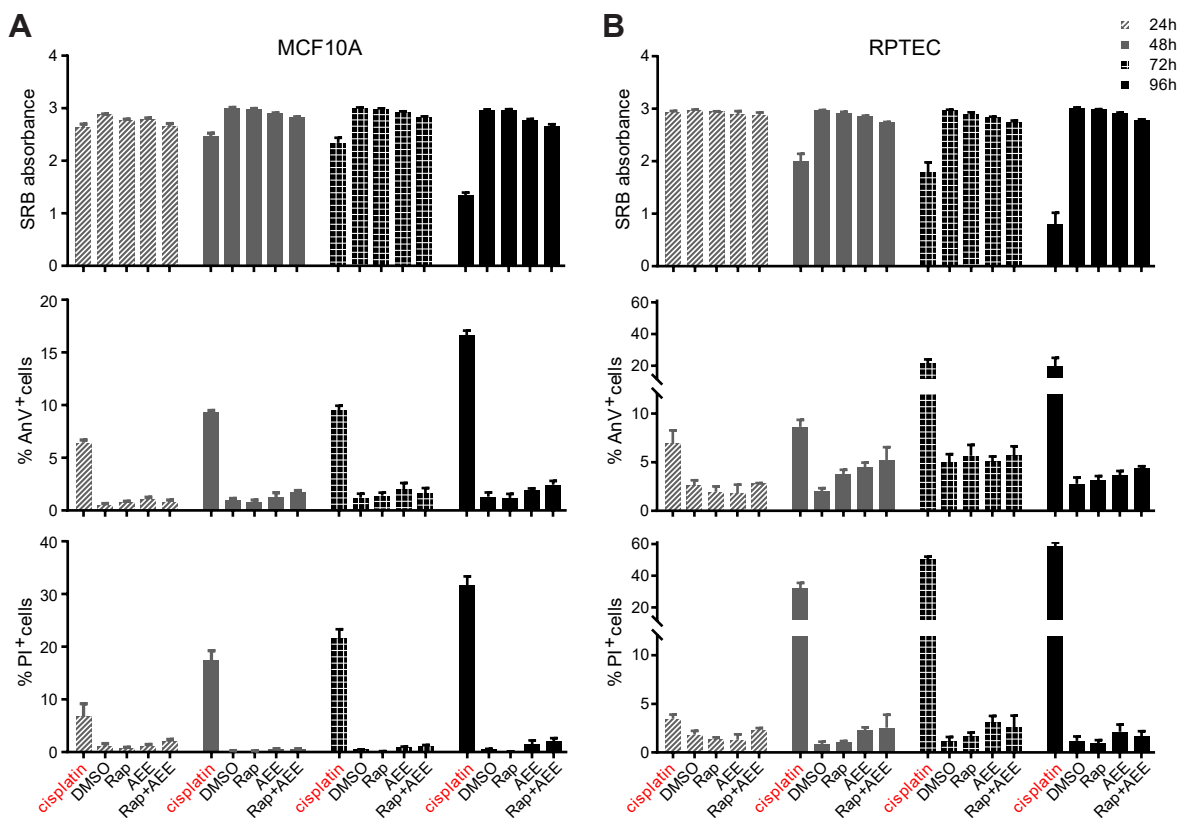 A
MCF10A
SRB absorbance
4
3
2
1
0
% AnV⁺ cells
20
15
10
5
0
% PI⁺ cells
40
30
20
10
0
cisplatin DMSO Rap AEE Rap+AEE cisplatin DMSO Rap AEE Rap+AEE cisplatin DMSO Rap AEE Rap+AEE cisplatin DMSO Rap AEE Rap+AEE
B
RPTEC
24h
48h
72h
96h
SRB absorbance
4
3
2
1
0
% AnV⁺ cells
60
40
20
10
5
0
% PI⁺ cells
60
40
20
10
5
0
cisplatin DMSO Rap AEE Rap+AEE cisplatin DMSO Rap AEE Rap+AEE cisplatin DMSO Rap AEE Rap+AEE cisplatin DMSO Rap AEE Rap+AEE